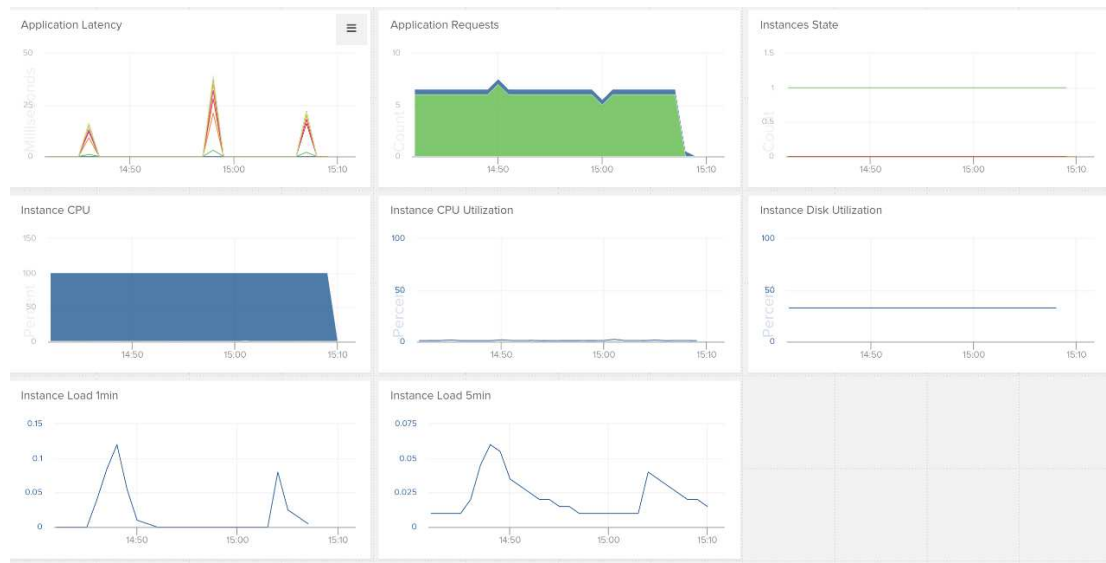 Application Latency
50
25
0
Milliseconds
14:50 15:00 15:10
Application Requests
10
5
0
Count
14:50 15:00 15:10
Instances State
1.5
1
0.5
0
Count
14:50 15:00 15:10
Instance CPU
150
100
50
0
Percent
14:50 15:00 15:10
Instance CPU Utilization
100
50
0
Percent
14:50 15:00 15:10
Instance Disk Utilization
100
50
0
Percent
14:50 15:00 15:10
Instance Load 1min
0.15
0.1
0.05
0
14:50 15:00 15:10
Instance Load 5min
0.075
0.05
0.025
0
14:50 15:00 15:10